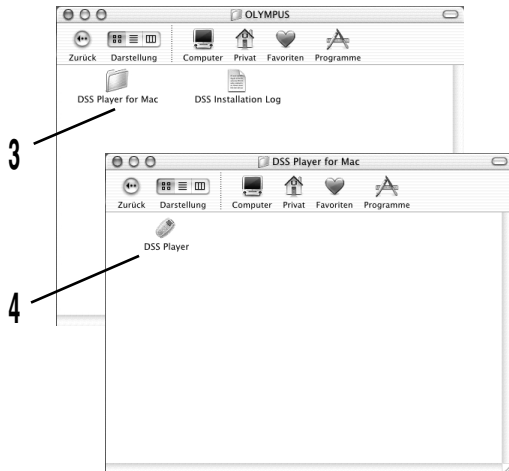 OLYMPUS
Zurück Darstellung Computer Privat Favoriten Programme
DSS Player for Mac DSS Installation Log
3
DSS Player for Mac
Zurück Darstellung Computer Privat Favoriten Programme
DSS Player
4